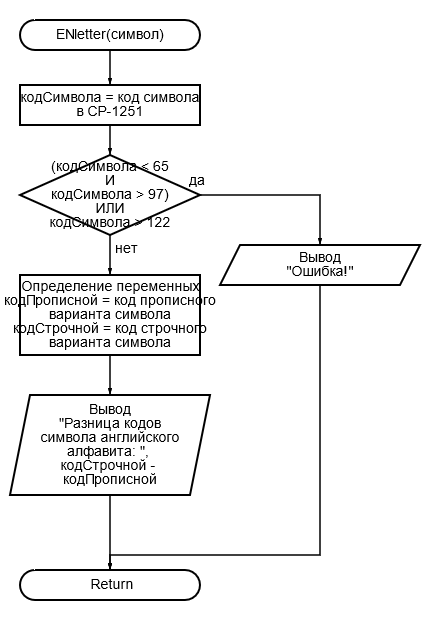 ENletter(символ)
кодСимвола = код символа
в CP-1251
(кодСимвола < 65
И
кодСимвола > 97)
ИЛИ
кодСимвола > 122
да
нет
Вывод
"Ошибка!"
Определение переменных
кодПрописной = код прописного
варианта символа
кодСтрочной = код строчного
варианта символа
Вывод
"Разница кодов
символа английского
алфавита: ",
кодСтрочной -
кодПрописной
Return